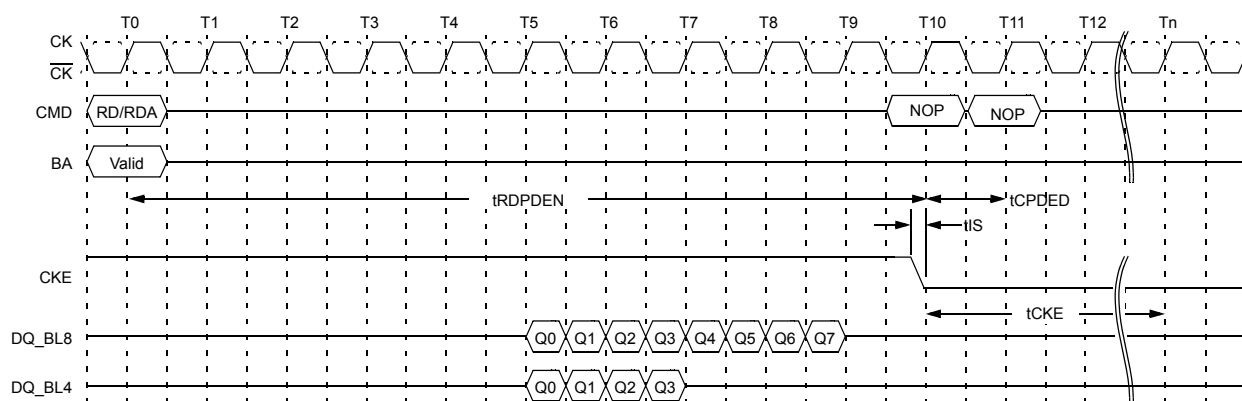 T0 T1 T2 T3 T4 T5 T6 T7 T8 T9 T10 T11 T12 Tn
CK
CK
CMD RD/RDA NOP NOP
BA Valid
tRDPDEN tCPDED
tIS
CKE
tCKE
DQ_BL8 Q0 Q1 Q2 Q3 Q4 Q5 Q6 Q7
DQ_BL4 Q0 Q1 Q2 Q3